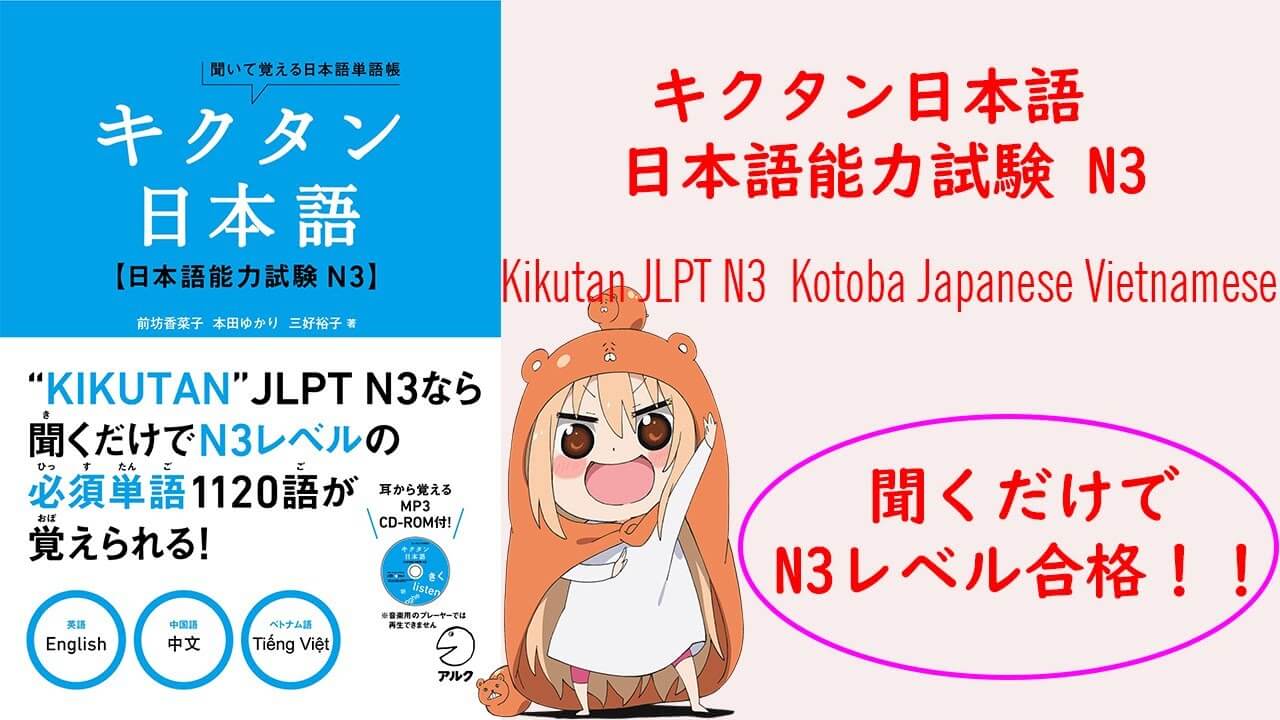 聞いて覚える日本語単語帳
キクタン
日本語
【日本語能力試験 N3】
前坊香菜子 本田ゆかり 三好裕子 著
“KIKUTAN”JLPT N3なら
聞くだけでN3レベルの
必須単語1120語が
覚えられる!
耳から覚える
MP3
CD-ROM付!
キクタン
日本語
きく
listen
※音楽用のプレーヤーでは
再生できません
アルク
英語
English
中国語
中文
ベトナム語
Tiếng Việt
キクタン日本語
日本語能力試験 N3
Kikutan JLPT N3 Kotoba Japanese Vietnamese
聞くだけで
N3レベル合格！！